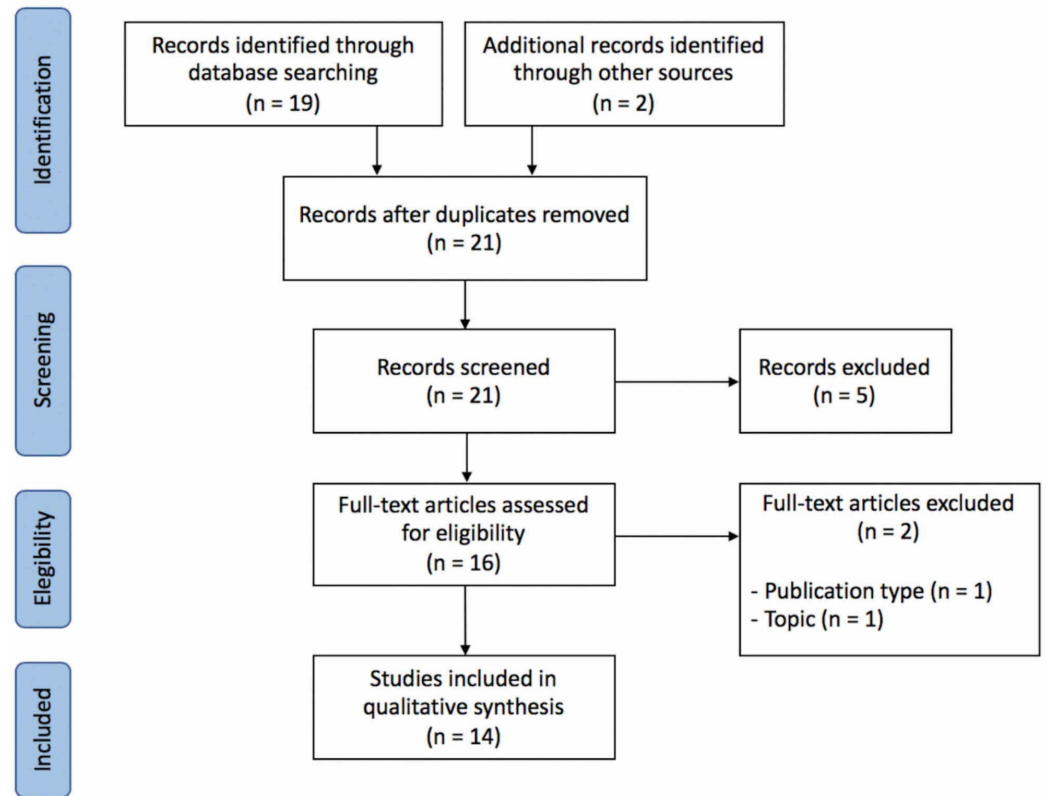 Identification
Records identified through
database searching
(n = 19)
Additional records identified
through other sources
(n = 2)
Records after duplicates removed
(n = 21)
Screening
Records screened
(n = 21)
Records excluded
(n = 5)
Elegibility
Full-text articles assessed
for eligibility
(n = 16)
Full-text articles excluded
(n = 2)
- Publication type (n = 1)
- Topic (n = 1)
Included
Studies included in
qualitative synthesis
(n = 14)